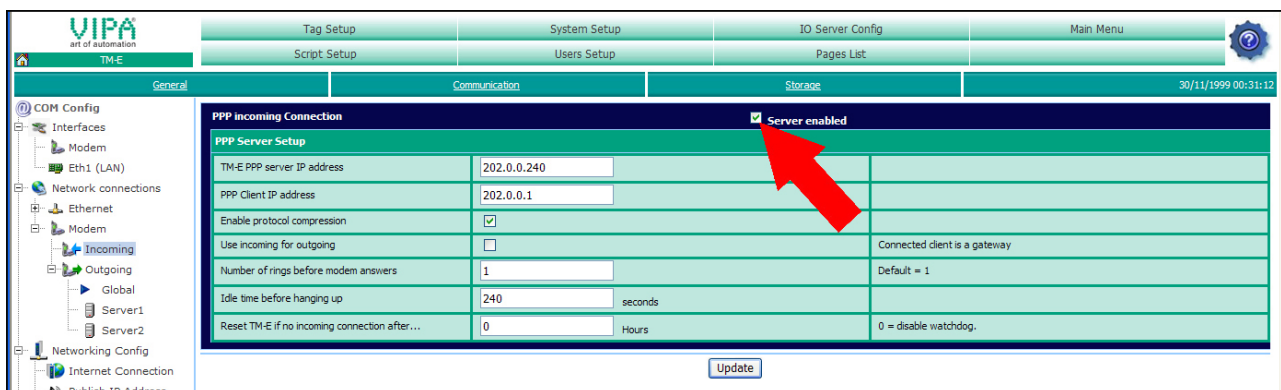 VIPA
art of automation
TM-E
Tag Setup
System Setup
IO Server Config
Main Menu
Script Setup
Users Setup
Pages List
General
Communication
Storage
30/11/1999 00:31:12
COM Config
Interfaces
Modem
Eth1 (LAN)
Network connections
Ethernet
Modem
Incoming
Outgoing
Global
Server1
Server2
Networking Config
Internet Connection
Publish IP Address
PPP incoming Connection
Server enabled
PPP Server Setup
TM-E PPP server IP address 202.0.0.240
PPP Client IP address 202.0.0.1
Enable protocol compression
Use incoming for outgoing Connected client is a gateway
Number of rings before modem answers 1 Default = 1
Idle time before hanging up 240 seconds
Reset TM-E if no incoming connection after... 0 Hours 0 = disable watchdog.
Update